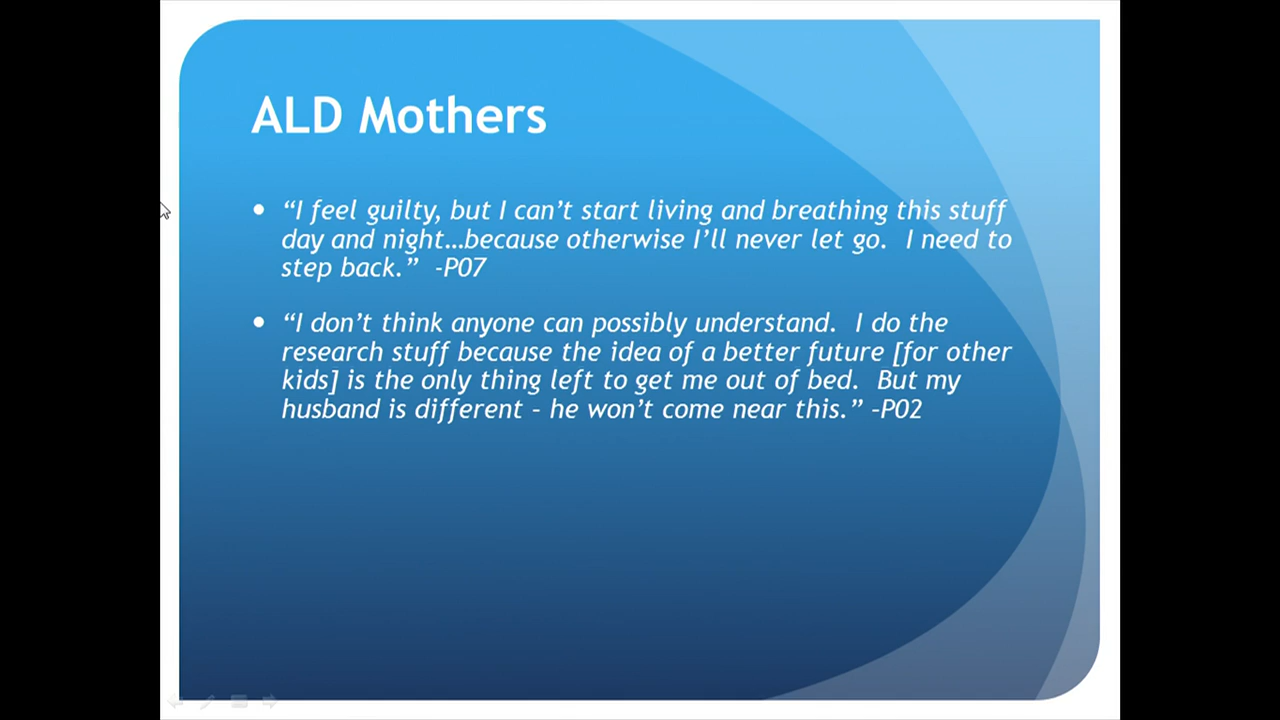 ALD Mothers
• “I feel guilty, but I can’t start living and breathing this stuff
day and night…because otherwise I’ll never let go.  I need to
step back.”  -P07
• “I don’t think anyone can possibly understand.  I do the
research stuff because the idea of a better future [for other
kids] is the only thing left to get me out of bed.  But my
husband is different – he won’t come near this.” –P02